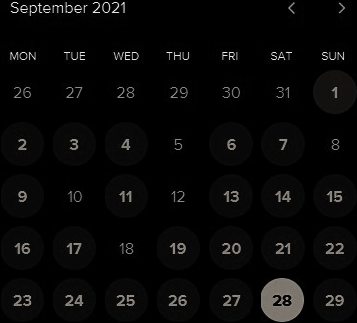 September 2021
MON TUE WED THU FRI SAT SUN
26 27 28 29 30 31 1
2 3 4 5 6 7 8
9 10 11 12 13 14 15
16 17 18 19 20 21 22
23 24 25 26 27 28 29